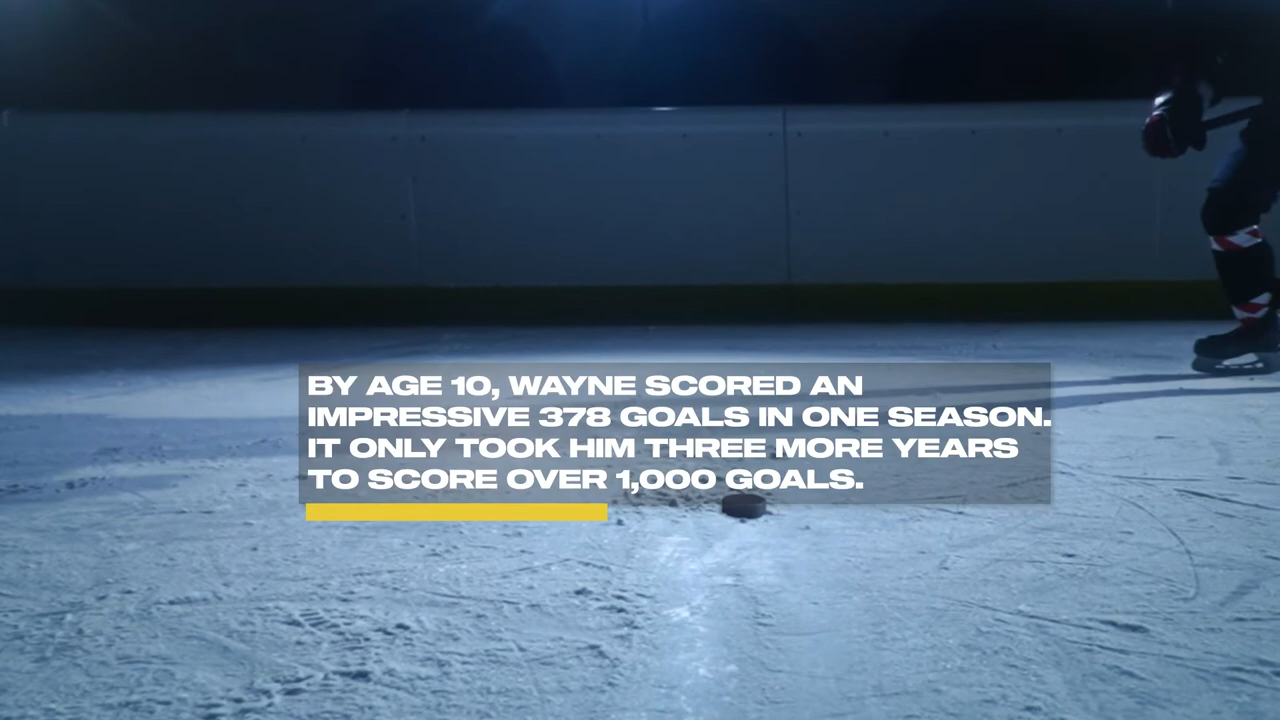 BY AGE 10, WAYNE SCORED AN
IMPRESSIVE 378 GOALS IN ONE SEASON.
IT ONLY TOOK HIM THREE MORE YEARS
TO SCORE OVER 1,000 GOALS.